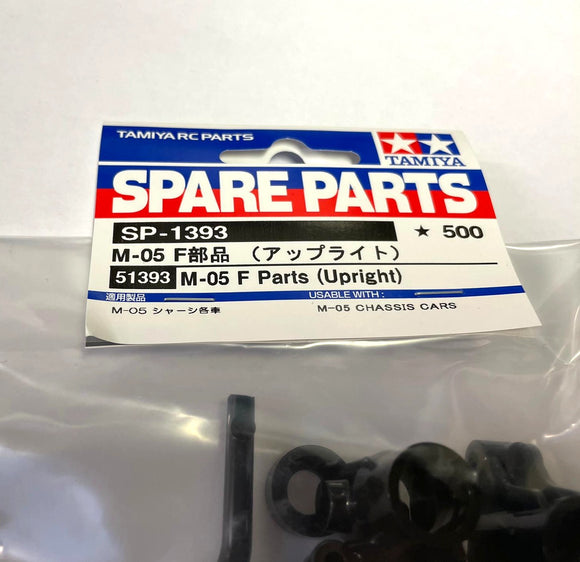 TAMIYA RC PARTS
TAMIYA
SPARE PARTS
SP-1393
★ 500
M-05 F部品 (アップライト)
51393 M-05 F Parts (Upright)
適用製品
USABLE WITH :
M-05 シャーシ各車
M-05 CHASSIS CARS